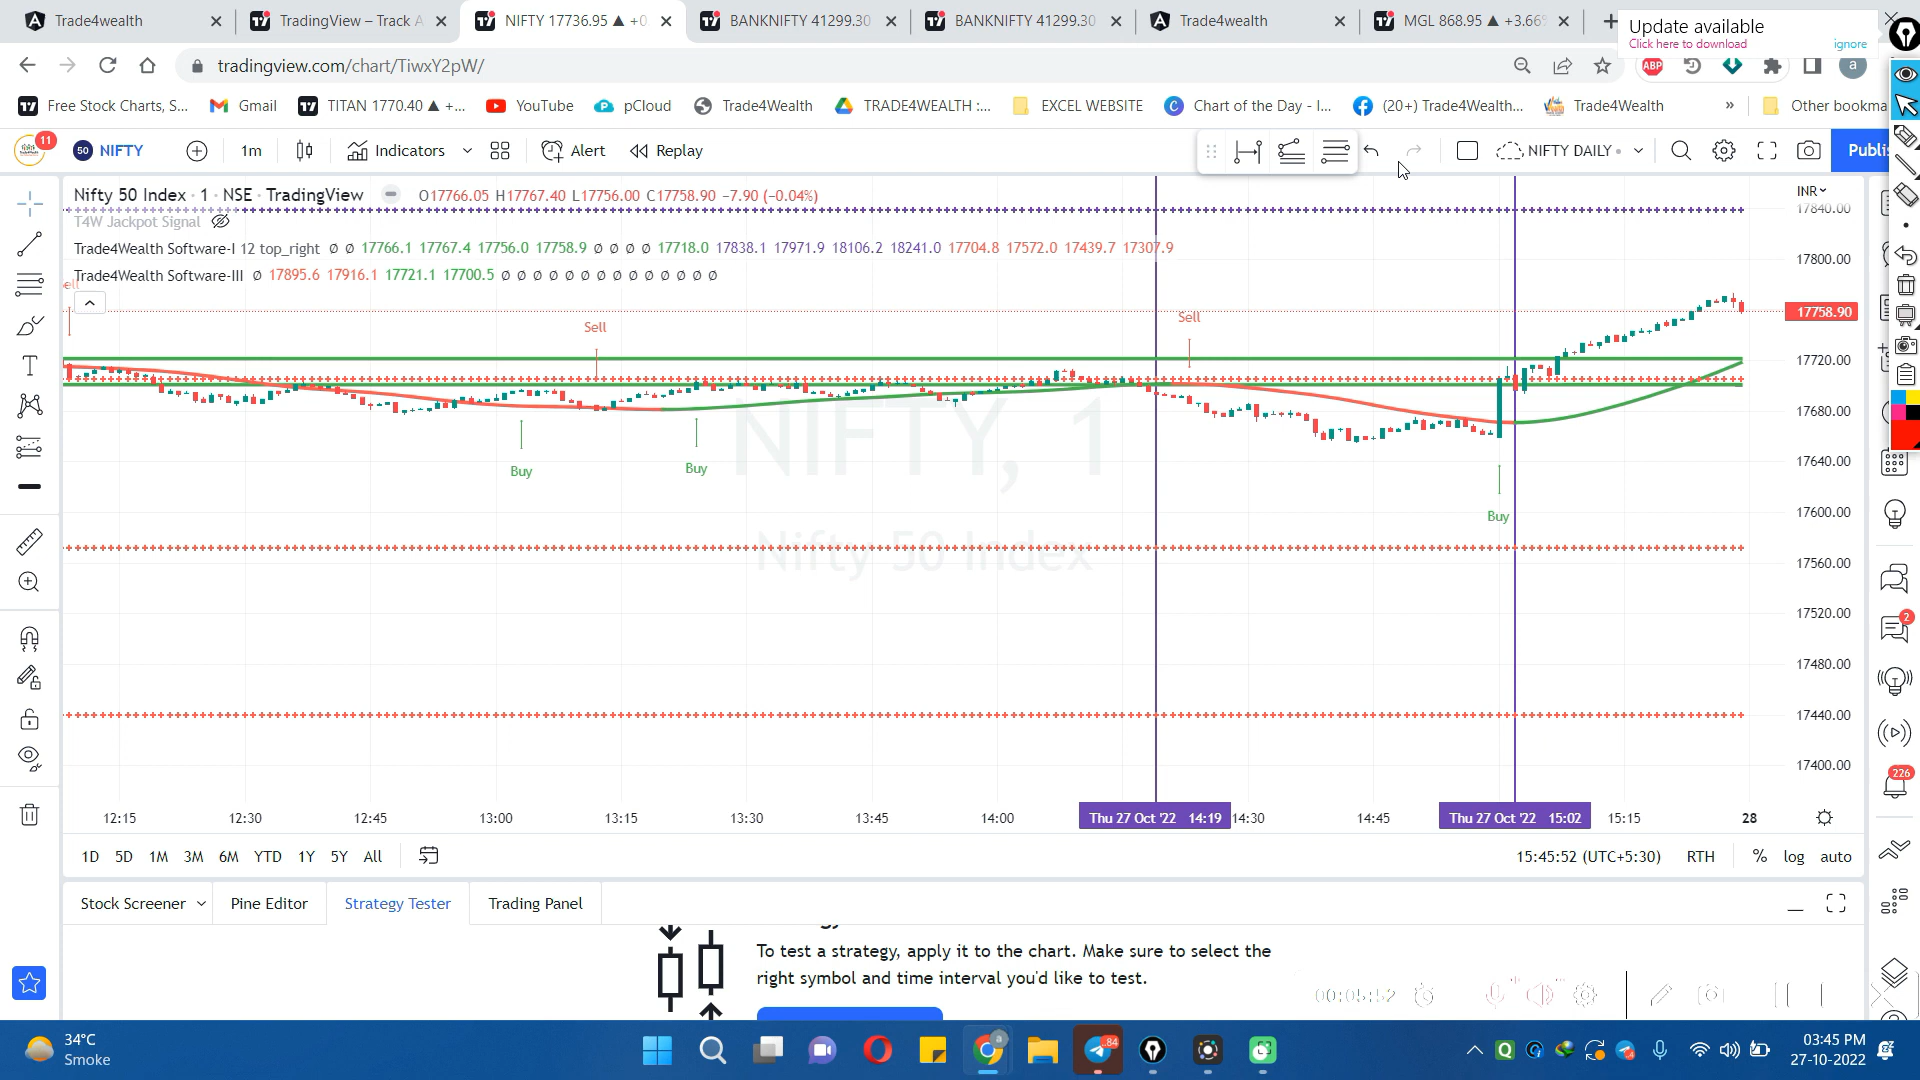 Trade4wealth
TradingView – Track A
NIFTY 17736.95 ▲ +0.
BANKNIFTY 41299.30
BANKNIFTY 41299.30
Trade4wealth
MGL 868.95 ▲ +3.66%
Update available
Click here to download
ignore
tradingview.com/chart/TiwxY2pW/
ABP
a
Free Stock Charts, S...
Gmail
TITAN 1770.40 ▲ +...
YouTube
pCloud
Trade4Wealth
TRADE4WEALTH :...
EXCEL WEBSITE
Chart of the Day - I...
(20+) Trade4Wealth...
Trade4Wealth
»
Other bookma
11
50 NIFTY
1m
Indicators
Alert
Replay
NIFTY DAILY
Publi
Nifty 50 Index · 1 · NSE · TradingView
O17766.05 H17767.40 L17756.00 C17758.90 −7.90 (−0.04%)
T4W Jackpot Signal
Trade4Wealth Software-I 12 top_right ∅ ∅ 17766.1 17767.4 17756.0 17758.9 ∅ ∅ ∅ ∅ 17718.0 17838.1 17971.9 18106.2 18241.0 17704.8 17572.0 17439.7 17307.9
Trade4Wealth Software-III ∅ 17895.6 17916.1 17721.1 17700.5 ∅ ∅ ∅ ∅ ∅ ∅ ∅ ∅ ∅ ∅ ∅ ∅ ∅
INR
17840.00
17800.00
17758.90
17720.00
17680.00
17640.00
17600.00
17560.00
17520.00
17480.00
17440.00
17400.00
Sell
Sell
Buy
Buy
Buy
NIFTY, 1
Nifty 50 Index
12:15
12:30
12:45
13:00
13:15
13:30
13:45
14:00
Thu 27 Oct '22 14:19
14:30
14:45
Thu 27 Oct '22 15:02
15:15
28
1D
5D
1M
3M
6M
YTD
1Y
5Y
All
15:45:52 (UTC+5:30)
RTH
%
log
auto
2
226
Stock Screener
Pine Editor
Strategy Tester
Trading Panel
To test a strategy, apply it to the chart. Make sure to select the
right symbol and time interval you'd like to test.
00:05:52
34°C
Smoke
84
03:45 PM
27-10-2022